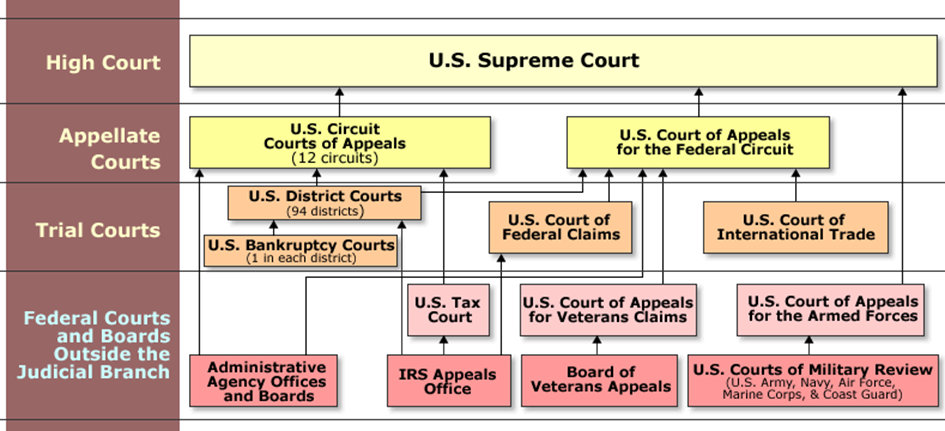 High Court
U.S. Supreme Court
Appellate
Courts
U.S. Circuit
Courts of Appeals
(12 circuits)
U.S. Court of Appeals
for the Federal Circuit
Trial Courts
U.S. District Courts
(94 districts)
U.S. Bankruptcy Courts
(1 in each district)
U.S. Court of
Federal Claims
U.S. Court of
International Trade
Federal Courts
and Boards
Outside the
Judicial Branch
U.S. Tax
Court
U.S. Court of Appeals
for Veterans Claims
U.S. Court of Appeals
for the Armed Forces
Administrative
Agency Offices
and Boards
IRS Appeals
Office
Board of
Veterans Appeals
U.S. Courts of Military Review
(U.S. Army, Navy, Air Force,
Marine Corps, & Coast Guard)